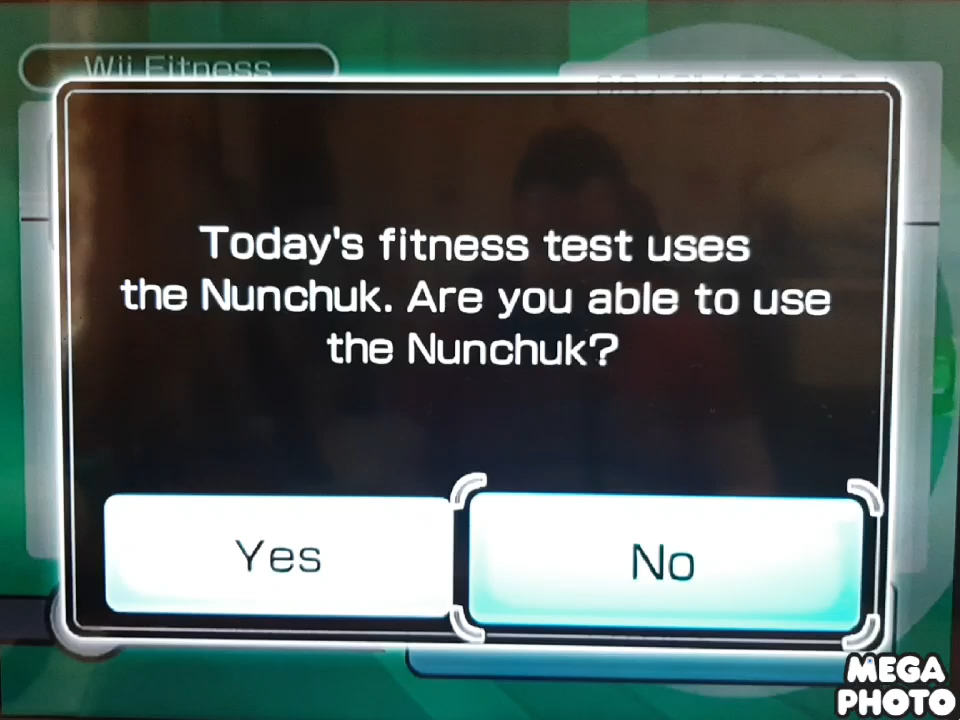 Wii Fitness
Today's fitness test uses
the Nunchuk. Are you able to use
the Nunchuk?
Yes
No
MEGA
PHOTO